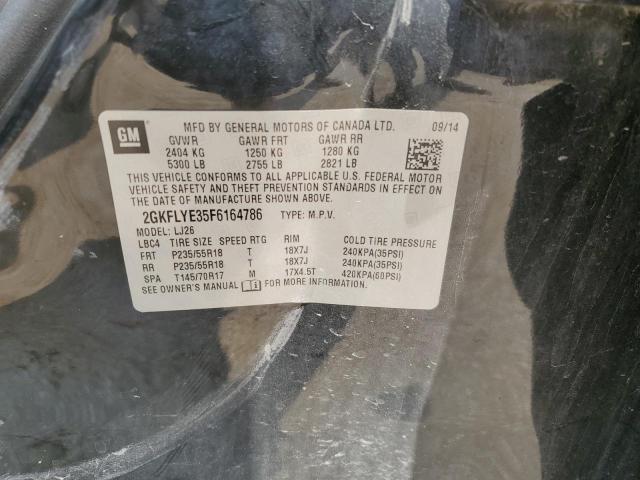 GM MFD BY GENERAL MOTORS OF CANADA LTD. 09/14
GVWR GAWR FRT GAWR RR
2404 KG 1250 KG 1280 KG
5300 LB 2755 LB 2821 LB
THIS VEHICLE CONFORMS TO ALL APPLICABLE U.S. FEDERAL MOTOR
VEHICLE SAFETY AND THEFT PREVENTION STANDARDS IN EFFECT ON
THE DATE OF MANUFACTURE SHOWN ABOVE.
2GKFLYE35F6164786 TYPE: M.P.V.
MODEL: LJ26
LBC4 TIRE SIZE SPEED RTG RIM COLD TIRE PRESSURE
FRT P235/55R18 T 18X7J 240KPA(35PSI)
RR P235/55R18 T 18X7J 240KPA(35PSI)
SPA T145/70R17 M 17X4.5T 420KPA(60PSI)
SEE OWNER'S MANUAL FOR MORE INFORMATION.